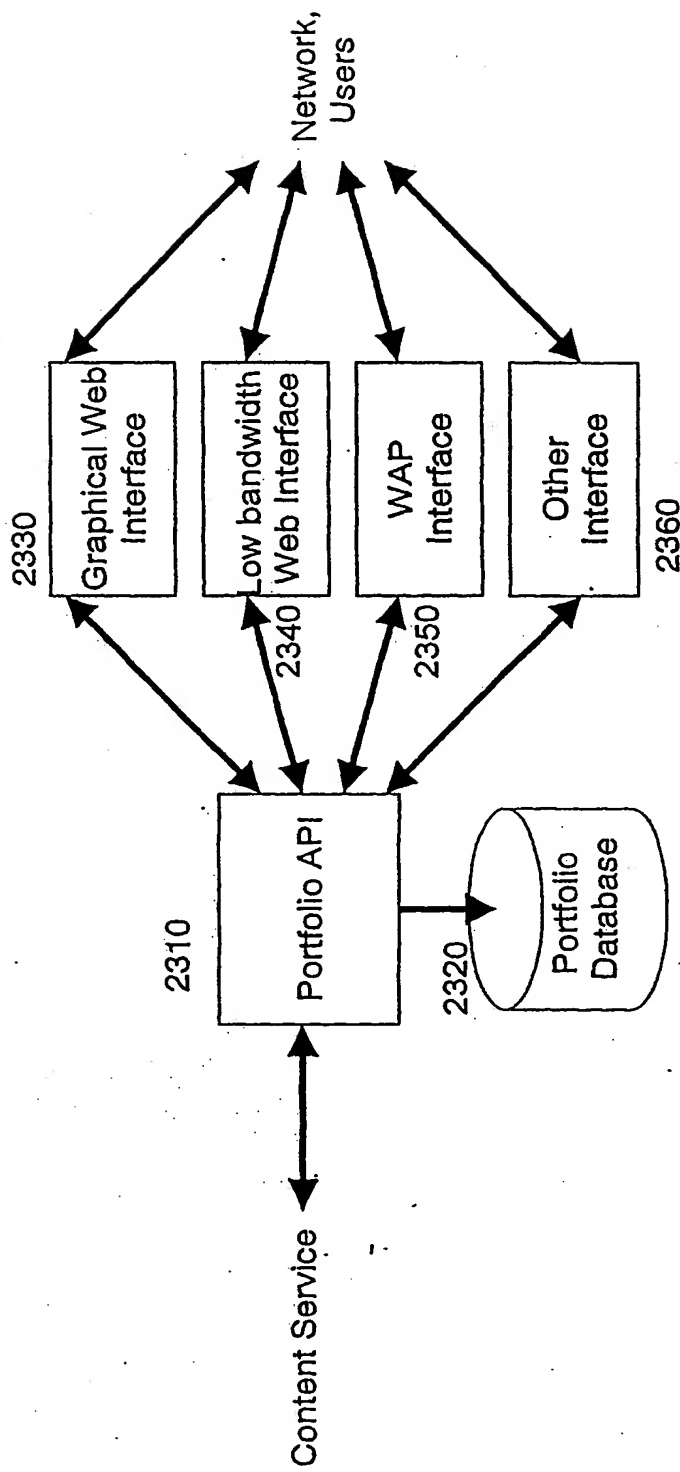 Content Service
2310
Portfolio API
2320
Portfolio
Database
2330
Graphical Web
Interface
2340
Low bandwidth
Web Interface
2350
WAP
Interface
2360
Other
Interface
Network,
Users